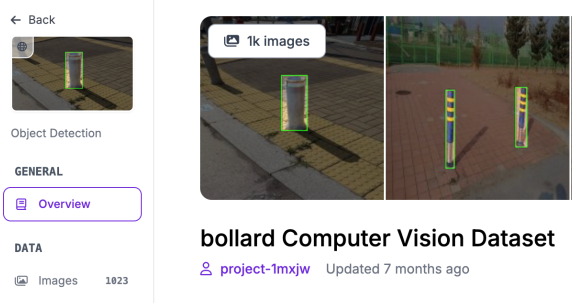 Back
Object Detection
GENERAL
Overview
DATA
Images 1023
1k images
bollard Computer Vision Dataset
project-1mxjw Updated 7 months ago